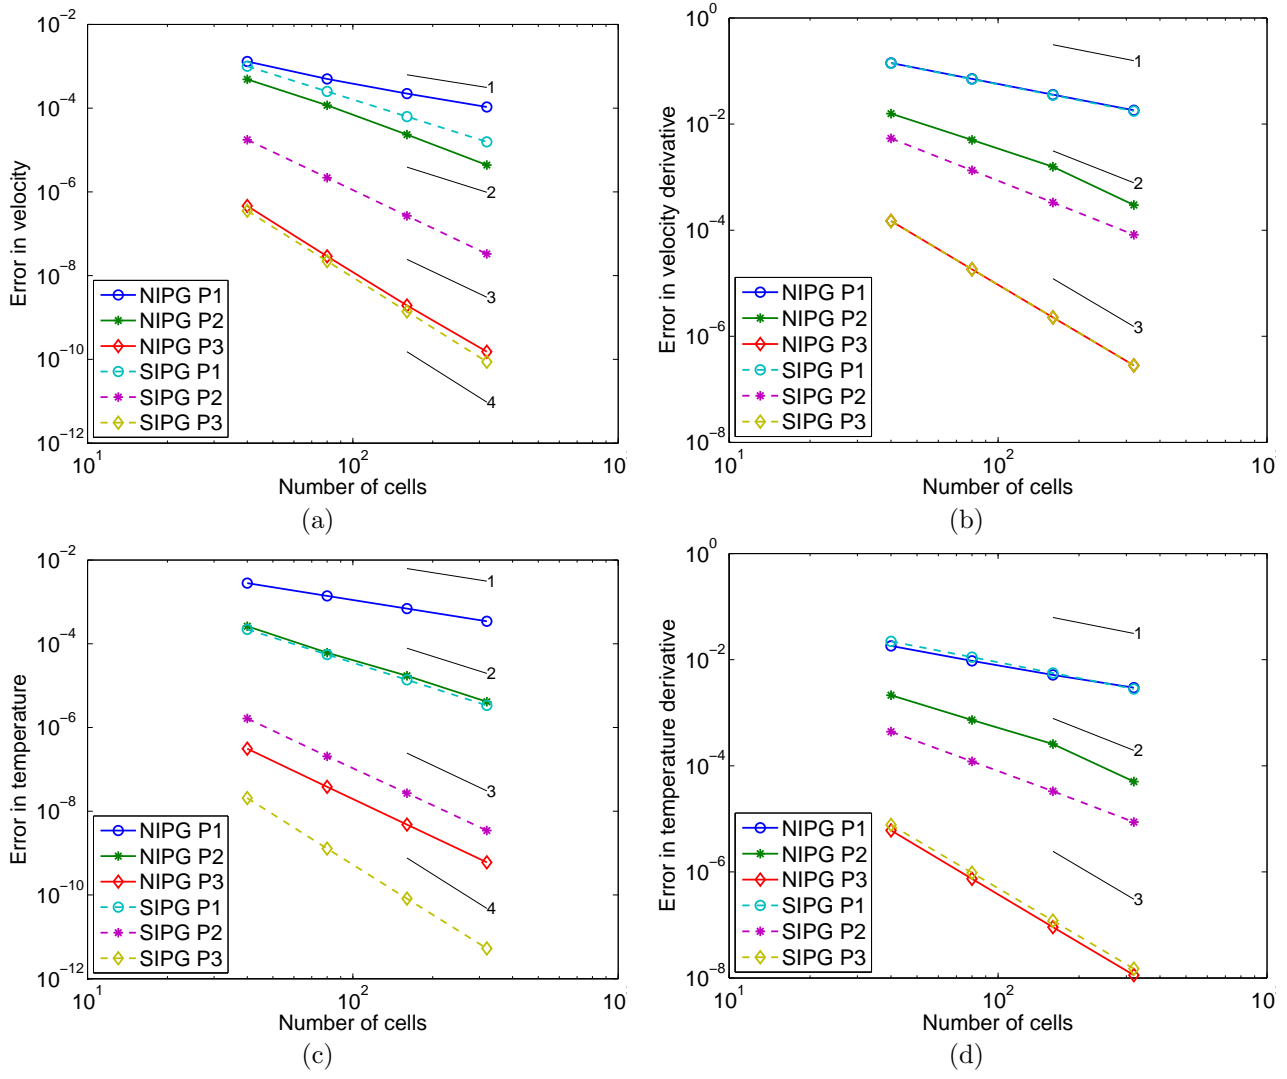 10^−2
10^−4
10^−6
10^−8
10^−10
10^−12
10^1
10^2
10
Error in velocity
Number of cells
1
2
3
4
NIPG P1
NIPG P2
NIPG P3
SIPG P1
SIPG P2
SIPG P3
(a)
10^0
10^−2
10^−4
10^−6
10^−8
10^1
10^2
10
Error in velocity derivative
Number of cells
1
2
3
NIPG P1
NIPG P2
NIPG P3
SIPG P1
SIPG P2
SIPG P3
(b)
10^−2
10^−4
10^−6
10^−8
10^−10
10^−12
10^1
10^2
10
Error in temperature
Number of cells
1
2
3
4
NIPG P1
NIPG P2
NIPG P3
SIPG P1
SIPG P2
SIPG P3
(c)
10^0
10^−2
10^−4
10^−6
10^−8
10^1
10^2
10
Error in temperature derivative
Number of cells
1
2
3
NIPG P1
NIPG P2
NIPG P3
SIPG P1
SIPG P2
SIPG P3
(d)